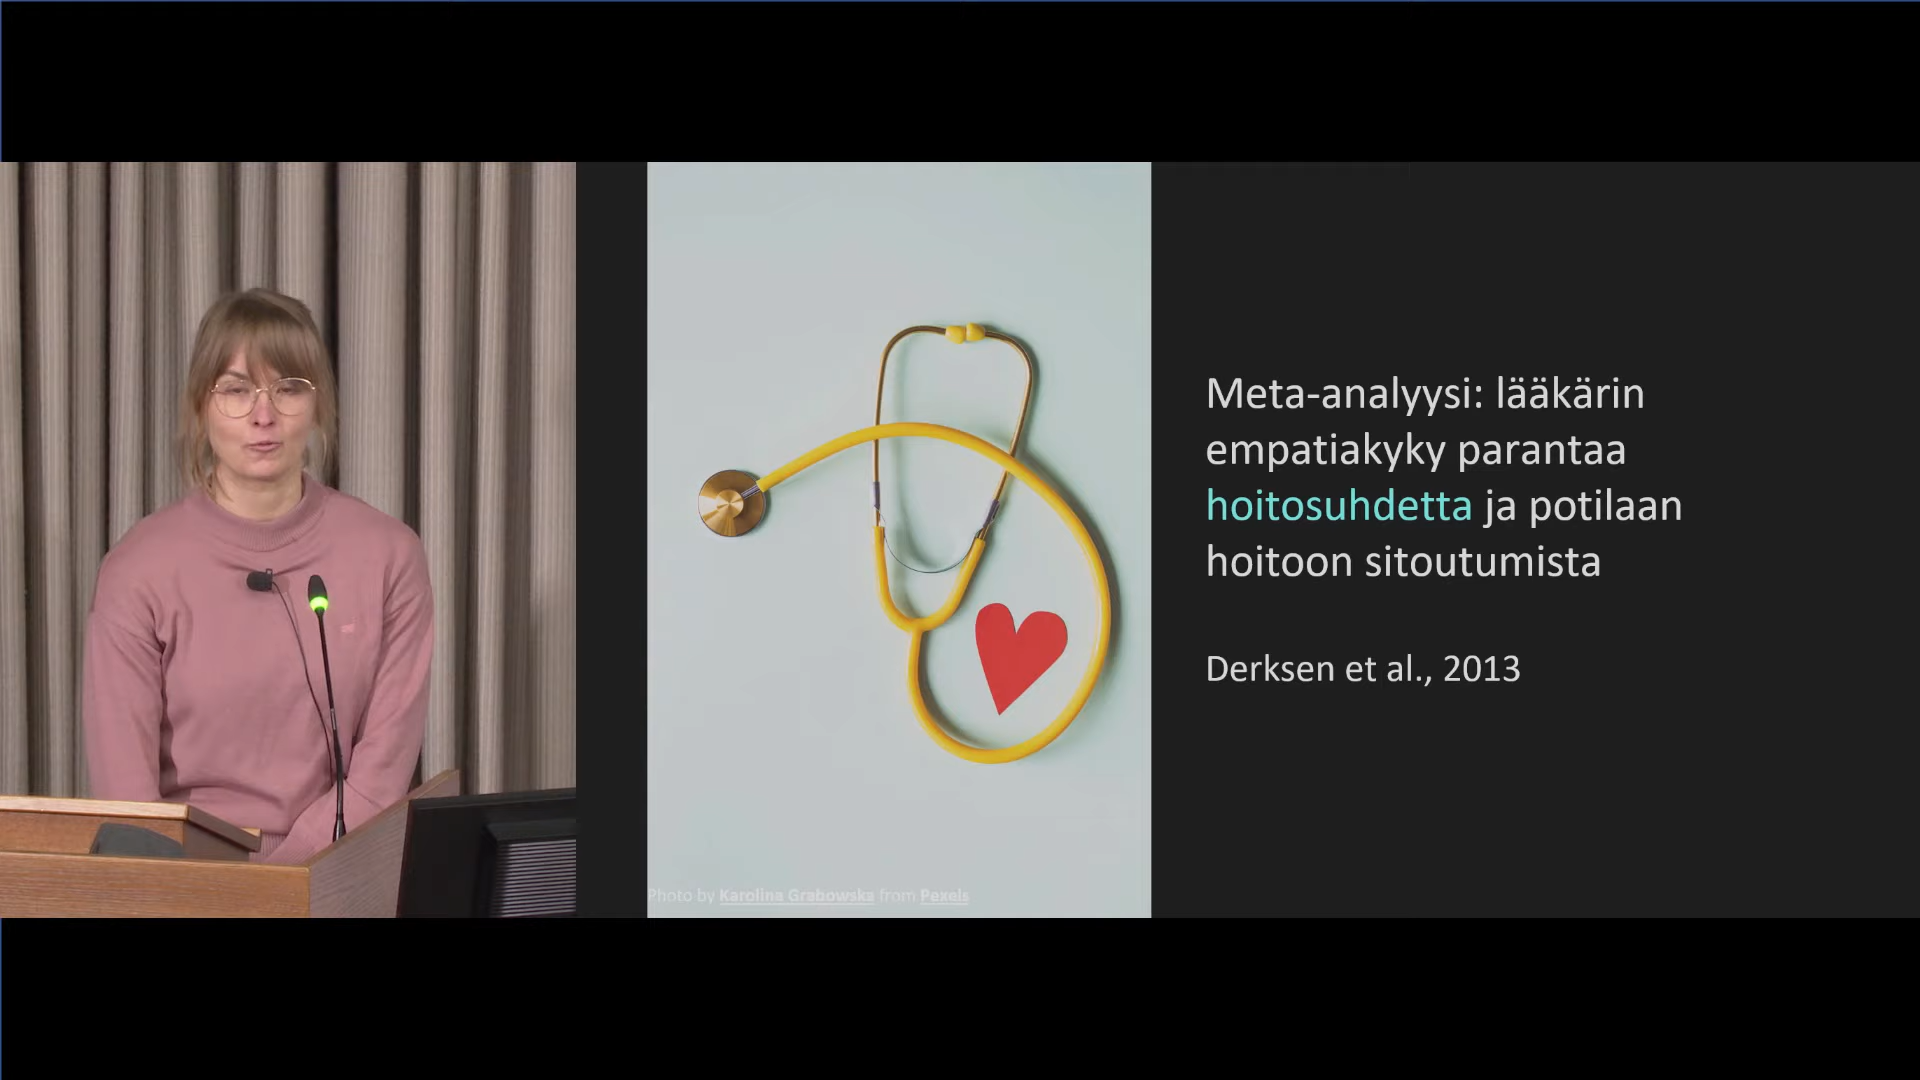 Meta-analyysi: lääkärin
empatiakyky parantaa
hoitosuhdetta ja potilaan
hoitoon sitoutumista
Derksen et al., 2013
Photo by Karolina Grabowska from Pexels